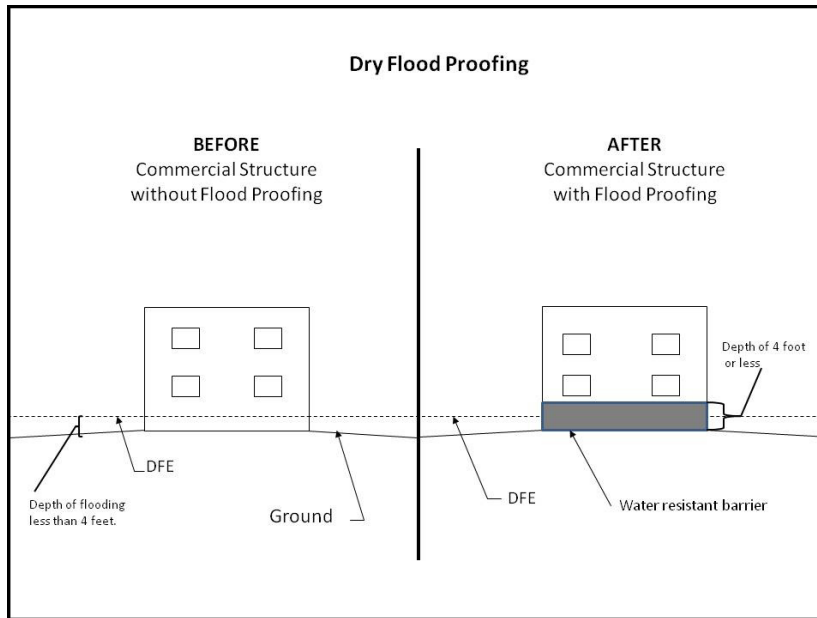 Dry Flood Proofing
BEFORE
Commercial Structure
without Flood Proofing
DFE
Depth of flooding
less than 4 feet.
Ground
AFTER
Commercial Structure
with Flood Proofing
Depth of 4 foot
or less
DFE
Water resistant barrier